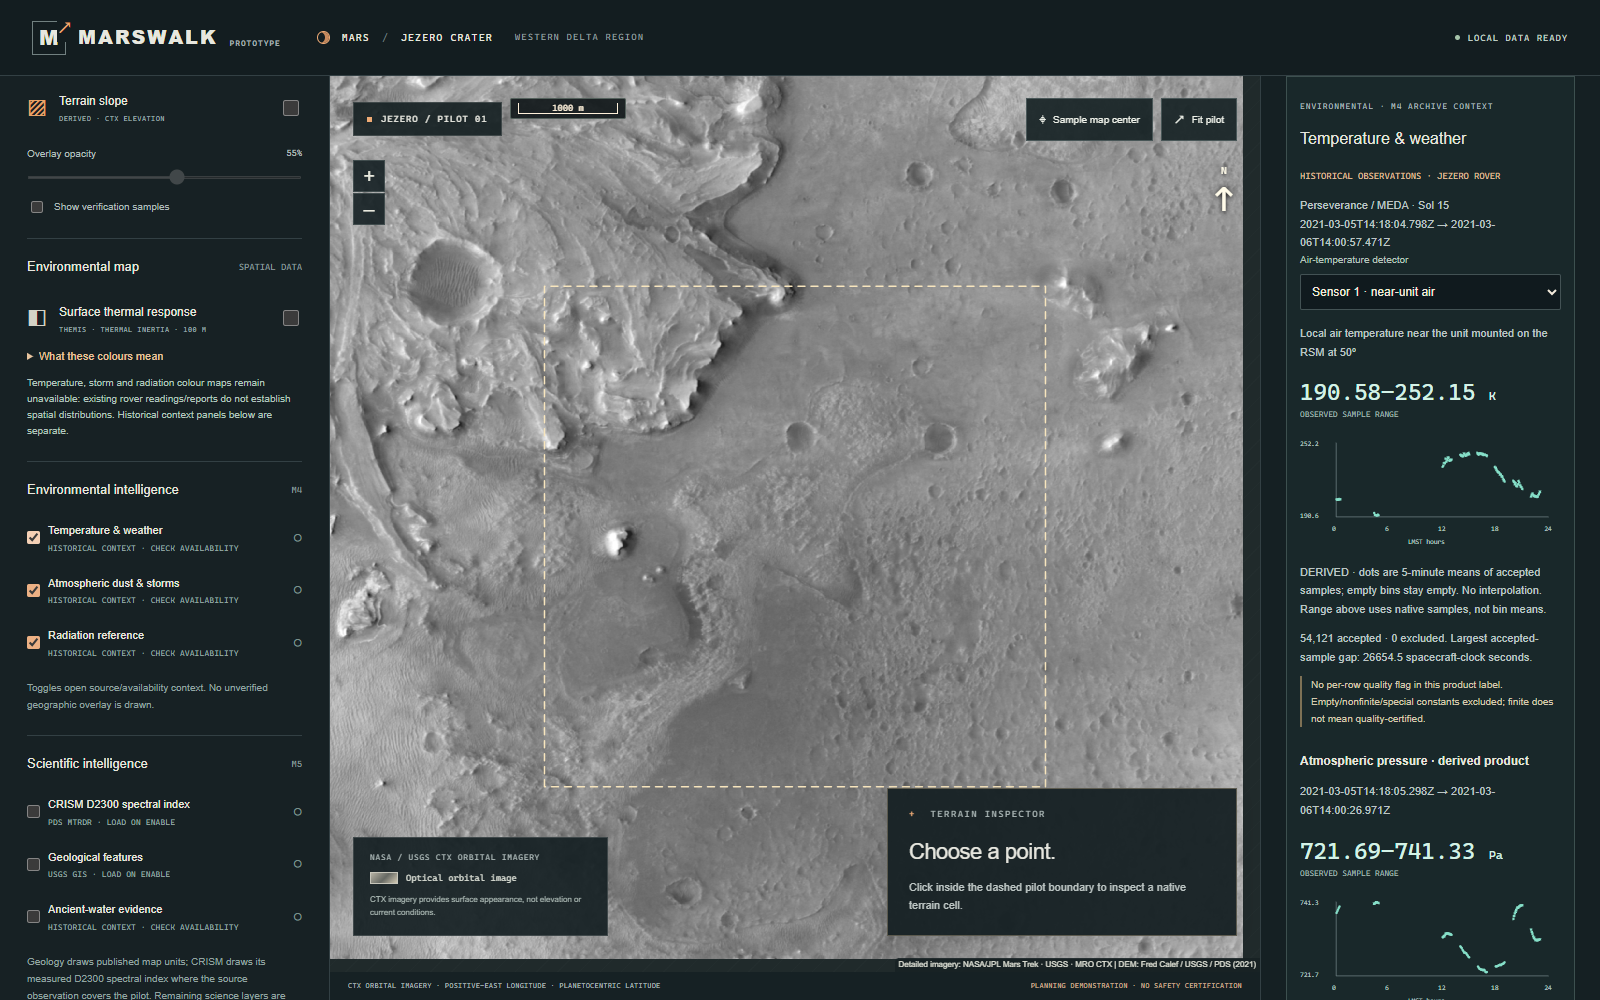 M
MARSWALK PROTOTYPE
MARS / JEZERO CRATER WESTERN DELTA REGION
LOCAL DATA READY
Terrain slope
DERIVED · CTX ELEVATION
Overlay opacity 55%
Show verification samples
Environmental map SPATIAL DATA
Surface thermal response
THEMIS · THERMAL INERTIA · 100 M
What these colours mean
Temperature, storm and radiation colour maps remain
unavailable: existing rover readings/reports do not establish
spatial distributions. Historical context panels below are
separate.
Environmental intelligence M4
Temperature & weather
HISTORICAL CONTEXT · CHECK AVAILABILITY
Atmospheric dust & storms
HISTORICAL CONTEXT · CHECK AVAILABILITY
Radiation reference
HISTORICAL CONTEXT · CHECK AVAILABILITY
Toggles open source/availability context. No unverified
geographic overlay is drawn.
Scientific intelligence M5
CRISM D2300 spectral index
PDS MTRDR · LOAD ON ENABLE
Geological features
USGS GIS · LOAD ON ENABLE
Ancient-water evidence
HISTORICAL CONTEXT · CHECK AVAILABILITY
Geology draws published map units; CRISM draws its
measured D2300 spectral index where the source
observation covers the pilot. Remaining science layers are
JEZERO / PILOT 01
1000 m
+
−
Sample map center
Fit pilot
N
NASA / USGS CTX ORBITAL IMAGERY
Optical orbital image
CTX imagery provides surface appearance, not elevation or
current conditions.
+ TERRAIN INSPECTOR
Choose a point.
Click inside the dashed pilot boundary to inspect a native
terrain cell.
Detailed imagery: NASA/JPL Mars Trek · USGS · MRO CTX | DEM: Fred Calef / USGS / PDS (2021)
CTX ORBITAL IMAGERY · POSITIVE-EAST LONGITUDE · PLANETOCENTRIC LATITUDE
PLANNING DEMONSTRATION · NO SAFETY CERTIFICATION
ENVIRONMENTAL · M4 ARCHIVE CONTEXT
Temperature & weather
HISTORICAL OBSERVATIONS · JEZERO ROVER
Perseverance / MEDA · Sol 15
2021-03-05T14:18:04.798Z → 2021-03-
06T14:00:57.471Z
Air-temperature detector
Sensor 1 · near-unit air
Local air temperature near the unit mounted on the
RSM at 50º
190.58–252.15 K
OBSERVED SAMPLE RANGE
252.2
190.6
0 6 12 18 24
LMST hours
DERIVED · dots are 5-minute means of accepted
samples; empty bins stay empty. No interpolation.
Range above uses native samples, not bin means.
54,121 accepted · 0 excluded. Largest accepted-
sample gap: 26654.5 spacecraft-clock seconds.
No per-row quality flag in this product label.
Empty/nonfinite/special constants excluded; finite does
not mean quality-certified.
Atmospheric pressure · derived product
2021-03-05T14:18:05.298Z → 2021-03-
06T14:00:26.971Z
721.69–741.33 Pa
OBSERVED SAMPLE RANGE
741.3
721.7
0 6 12 18 24
LMST hours